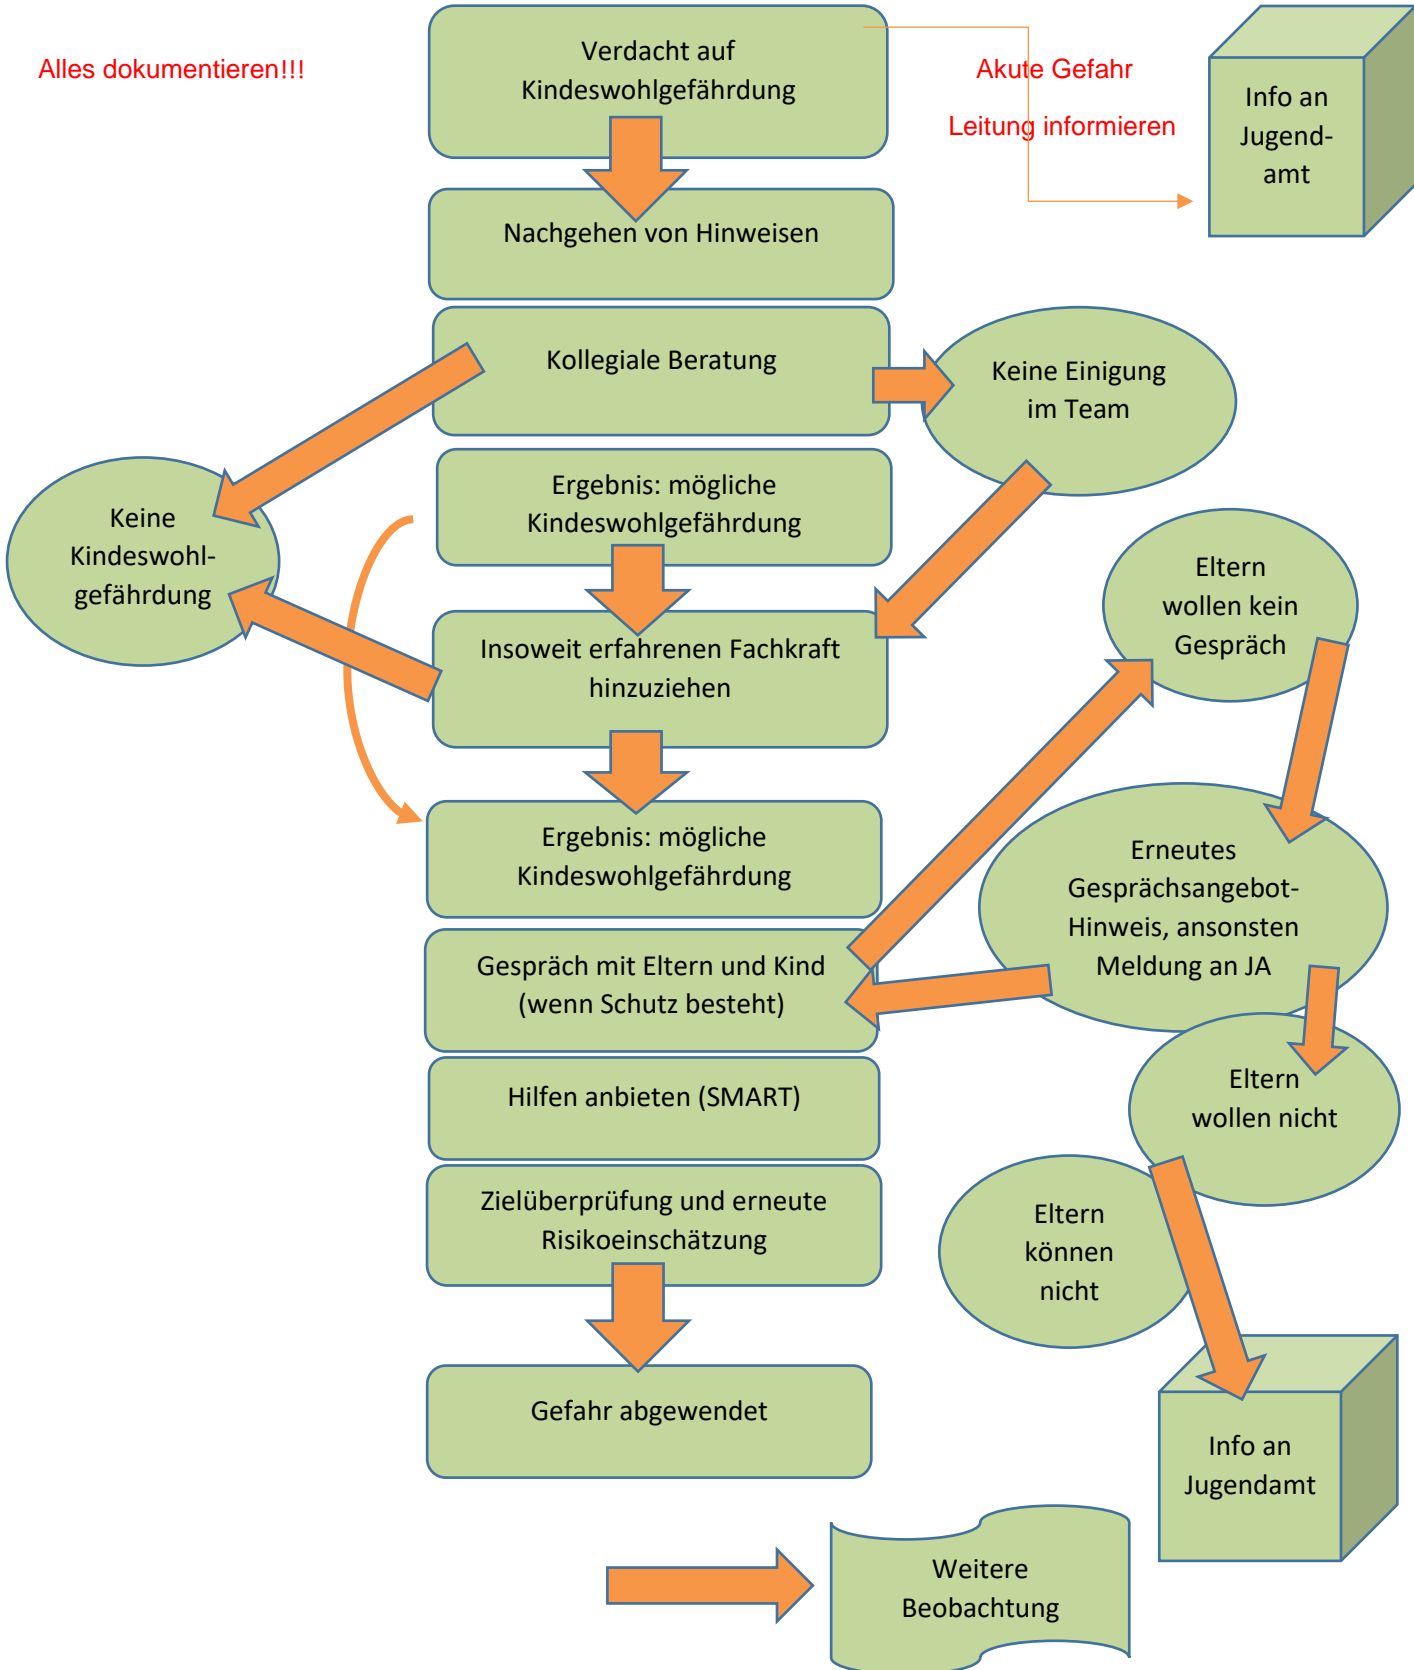 Alles dokumentieren!!!
Verdacht auf
Kindeswohlgefährdung
Akute Gefahr
Leitung informieren
Info an
Jugend-
amt
Nachgehen von Hinweisen
Kollegiale Beratung
Keine Einigung
im Team
Ergebnis: mögliche
Kindeswohlgefährdung
Keine
Kindeswohl-
gefährdung
Eltern
wollen kein
Gespräch
Insoweit erfahrenen Fachkraft
hinzuziehen
Ergebnis: mögliche
Kindeswohlgefährdung
Erneutes
Gesprächsangebot-
Hinweis, ansonsten
Meldung an JA
Gespräch mit Eltern und Kind
(wenn Schutz besteht)
Hilfen anbieten (SMART)
Eltern
wollen nicht
Zielüberprüfung und erneute
Risikoeinschätzung
Eltern
können
nicht
Gefahr abgewendet
Info an
Jugendamt
Weitere
Beobachtung